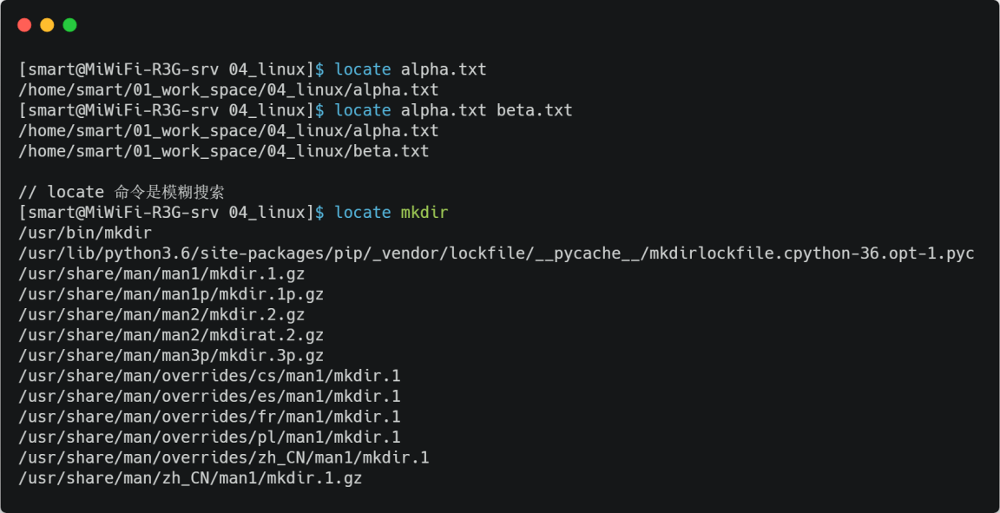 [smart@MiWiFi-R3G-srv 04_linux]$ locate alpha.txt
/home/smart/01_work_space/04_linux/alpha.txt
[smart@MiWiFi-R3G-srv 04_linux]$ locate alpha.txt beta.txt
/home/smart/01_work_space/04_linux/alpha.txt
/home/smart/01_work_space/04_linux/beta.txt

// locate 命令是模糊搜索
[smart@MiWiFi-R3G-srv 04_linux]$ locate mkdir
/usr/bin/mkdir
/usr/lib/python3.6/site-packages/pip/_vendor/lockfile/__pycache__/mkdirlockfile.cpython-36.opt-1.pyc
/usr/share/man/man1/mkdir.1.gz
/usr/share/man/man1p/mkdir.1p.gz
/usr/share/man/man2/mkdir.2.gz
/usr/share/man/man2/mkdirat.2.gz
/usr/share/man/man3p/mkdir.3p.gz
/usr/share/man/overrides/cs/man1/mkdir.1
/usr/share/man/overrides/es/man1/mkdir.1
/usr/share/man/overrides/fr/man1/mkdir.1
/usr/share/man/overrides/pl/man1/mkdir.1
/usr/share/man/overrides/zh_CN/man1/mkdir.1
/usr/share/man/zh_CN/man1/mkdir.1.gz